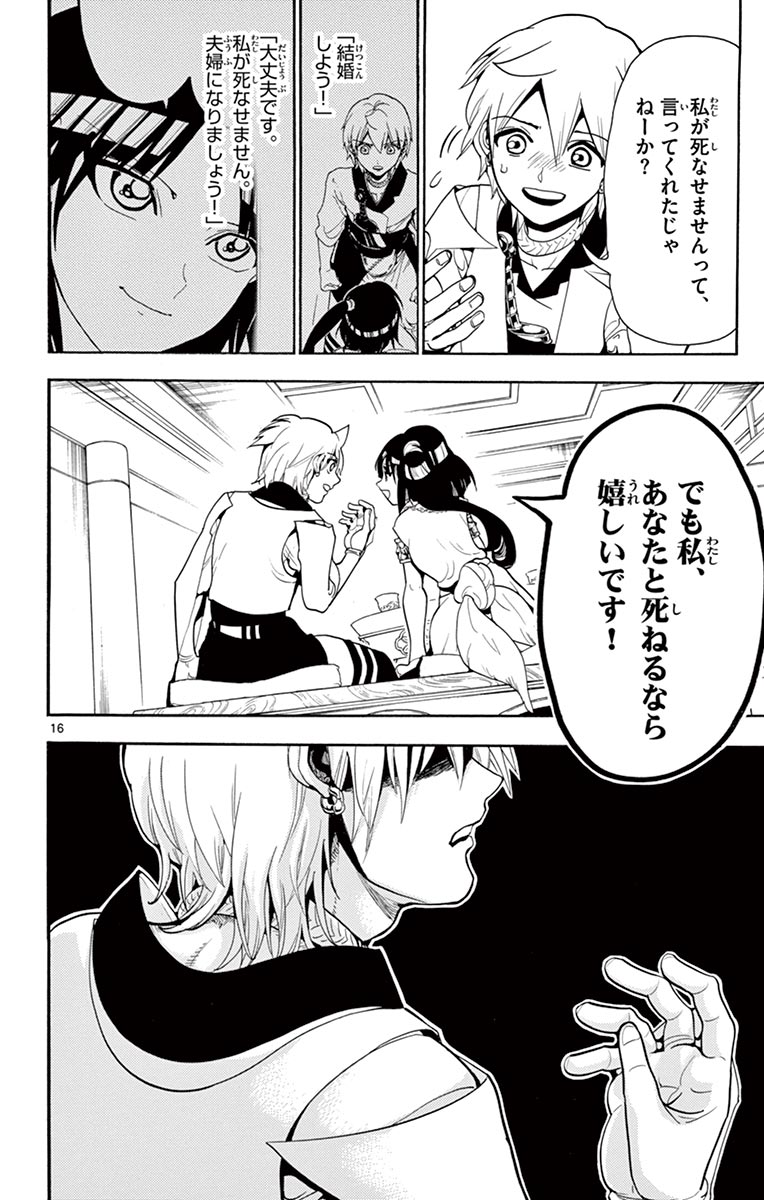 私が死なせませんって、
言ってくれたじゃ
ねーか?
「結婚
しよう!」
「大丈夫です。
私が死なせません。
夫婦になりましょう!」
でも私、
あなたと死ねるなら
嬉しいです!
16